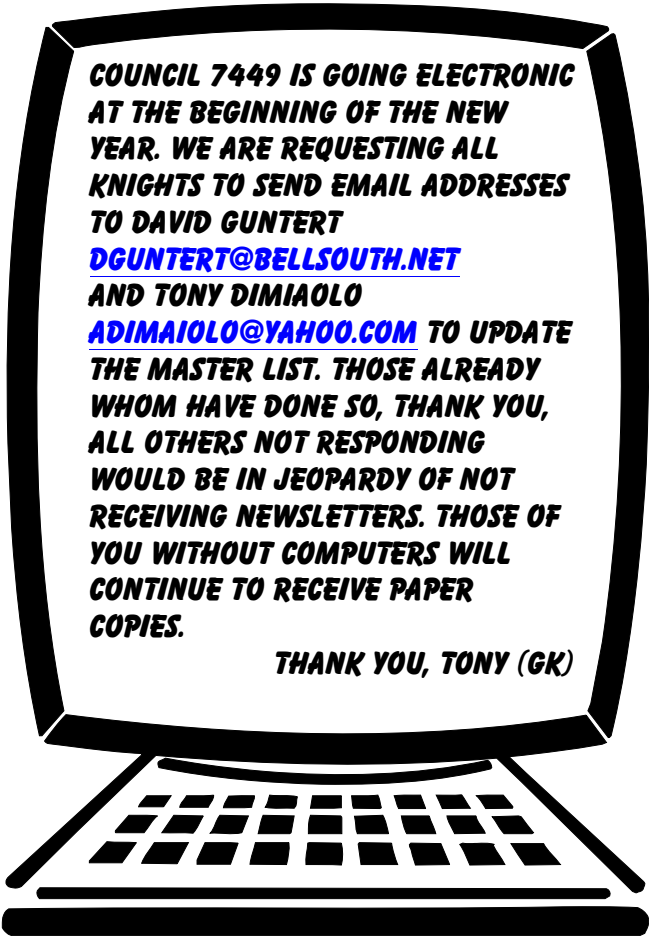 COUNCIL 7449 IS GOING ELECTRONIC
AT THE BEGINNING OF THE NEW
YEAR. WE ARE REQUESTING ALL
KNIGHTS TO SEND EMAIL ADDRESSES
TO DAVID GUNTERT
DGUNTERT@BELLSOUTH.NET
AND TONY DIMIAOLO
ADIMAIOLO@YAHOO.COM TO UPDATE
THE MASTER LIST. THOSE ALREADY
WHOM HAVE DONE SO, THANK YOU,
ALL OTHERS NOT RESPONDING
WOULD BE IN JEOPARDY OF NOT
RECEIVING NEWSLETTERS. THOSE OF
YOU WITHOUT COMPUTERS WILL
CONTINUE TO RECEIVE PAPER
COPIES.
THANK YOU, TONY (GK)